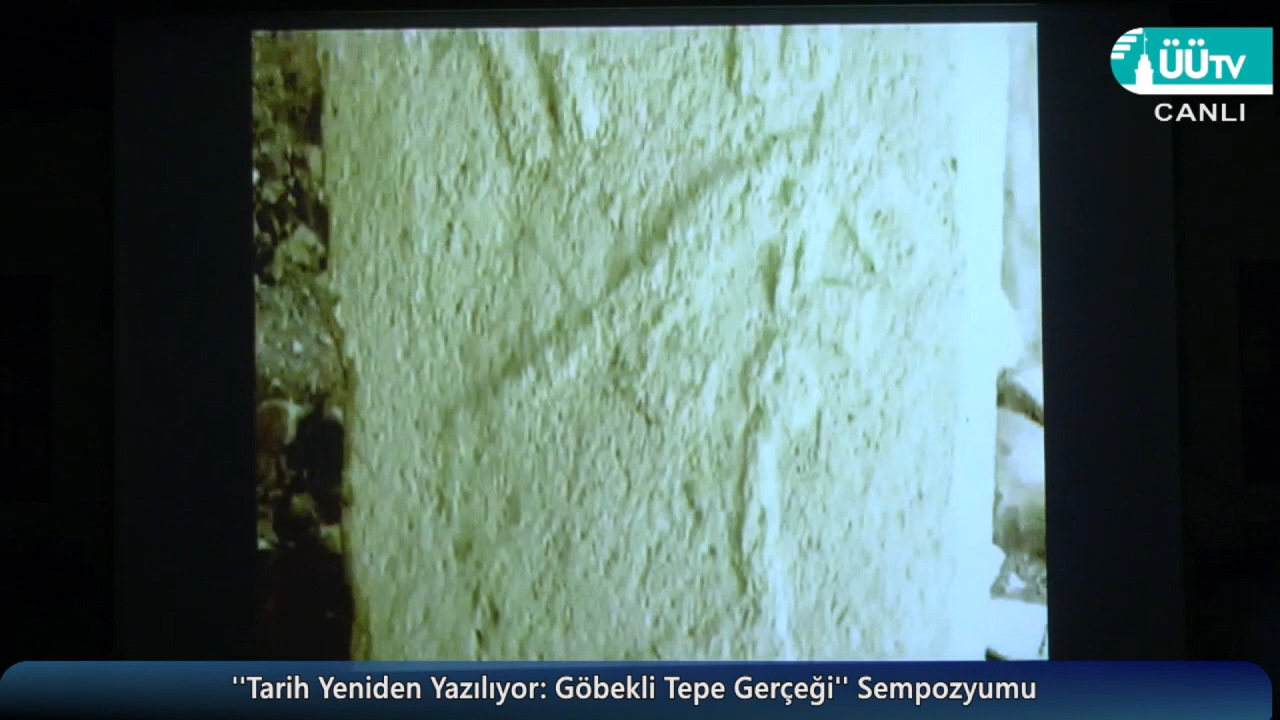 ÜÜTV
CANLI
''Tarih Yeniden Yazılıyor: Göbekli Tepe Gerçeği'' Sempozyumu